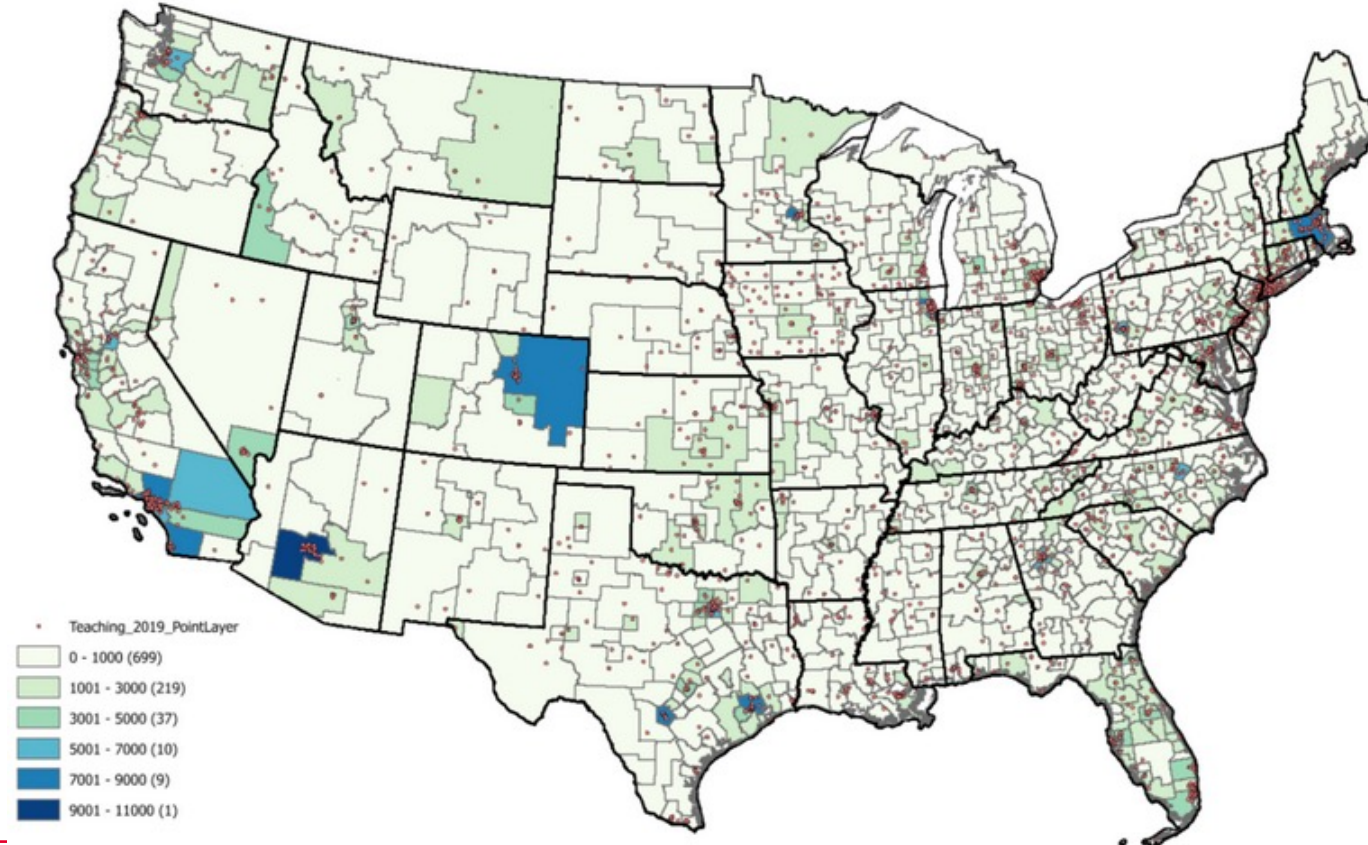 Teaching_2019_PointLayer
0 - 1000 (699)
1001 - 3000 (219)
3001 - 5000 (37)
5001 - 7000 (10)
7001 - 9000 (9)
9001 - 11000 (1)